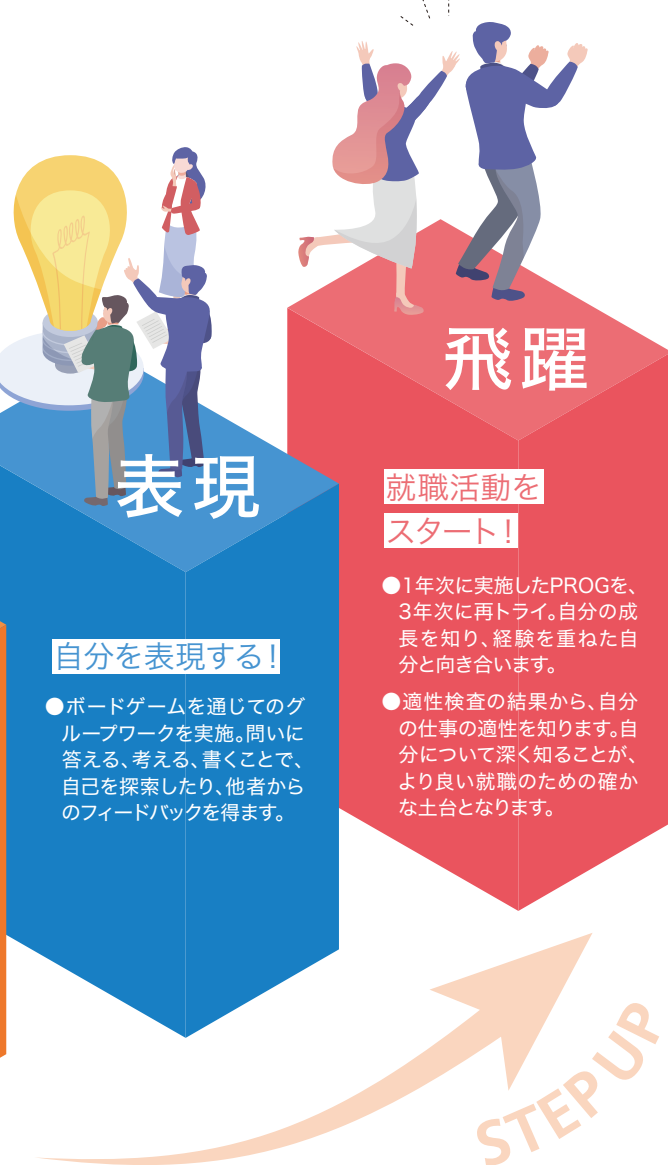 表現
自分を表現する!
●ボードゲームを通じてのグ
ループワークを実施。問いに
答える、考える、書くことで、
自己を探索したり、他者から
のフィードバックを得ます。
飛躍
就職活動を
スタート!
●1年次に実施したPROGを、
3年次に再トライ。自分の成
長を知り、経験を重ねた自
分と向き合います。
●適性検査の結果から、自分
の仕事の適性を知ります。自
分について深く知ることが、
より良い就職のための確か
な土台となります。
STEP UP